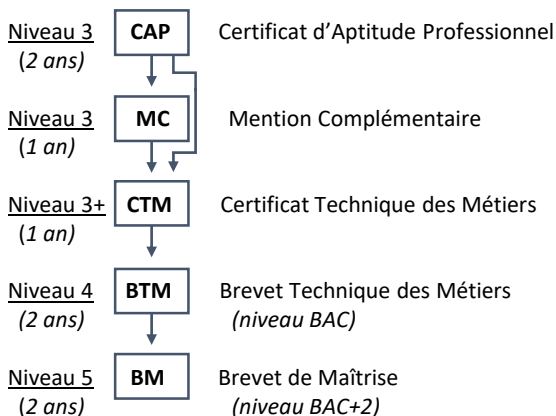 Niveau 3 CAP Certificat d’Aptitude Professionnel
(2 ans)
Niveau 3 MC Mention Complémentaire
(1 an)
Niveau 3+ CTM Certificat Technique des Métiers
(1 an)
Niveau 4 BTM Brevet Technique des Métiers
(2 ans) (niveau BAC)
Niveau 5 BM Brevet de Maîtrise
(2 ans) (niveau BAC+2)